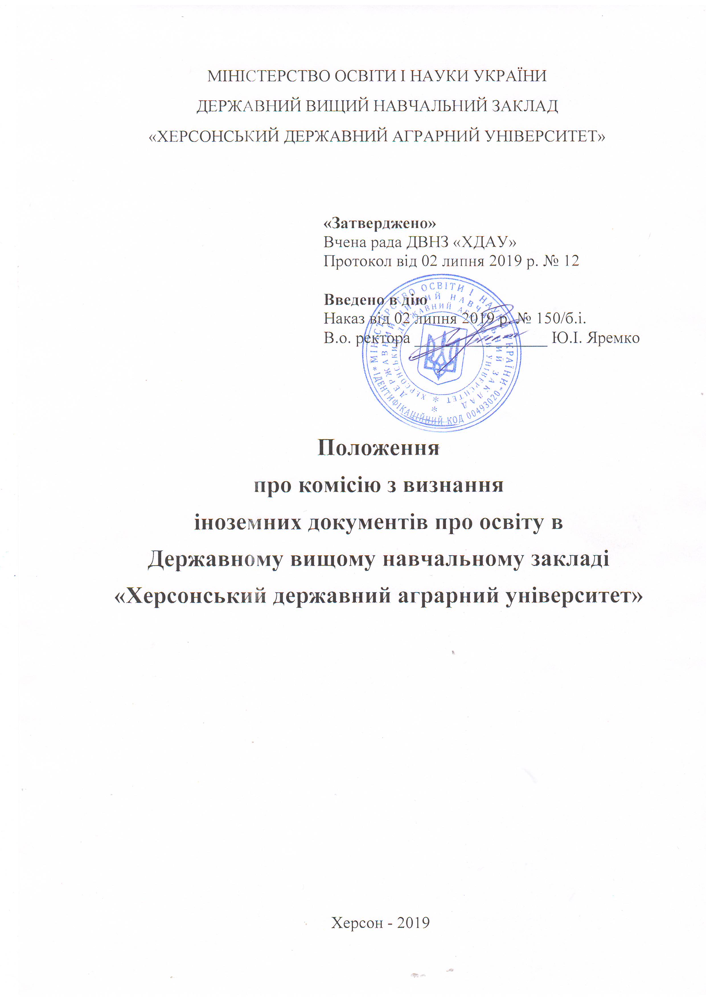 МІНІСТЕРСТВО ОСВІТИ І НАУКИ УКРАЇНИ
ДЕРЖАВНИЙ ВИЩИЙ НАВЧАЛЬНИЙ ЗАКЛАД
«ХЕРСОНСЬКИЙ ДЕРЖАВНИЙ АГРАРНИЙ УНІВЕРСИТЕТ»
«Затверджено»
Вчена рада ДВНЗ «ХДАУ»
Протокол від 02 липня 2019 р. № 12
Введено в дію
Наказ від 02 липня 2019 р. № 150/б.і.
В.о. ректора ________________ Ю.І. Яремко
* МІНІСТЕРСТВО ОСВІТИ І НАУКИ УКРАЇНИ *
ІДЕНТИФІКАЦІЙНИЙ КОД 00493020
ДЕРЖАВНИЙ ВИЩИЙ НАВЧАЛЬНИЙ ЗАКЛАД *
ХЕРСОНСЬКИЙ ДЕРЖАВНИЙ АГРАРНИЙ УНІВЕРСИТЕТ *
Положення
про комісію з визнання
іноземних документів про освіту в
Державному вищому навчальному закладі
«Херсонський державний аграрний університет»
Херсон - 2019